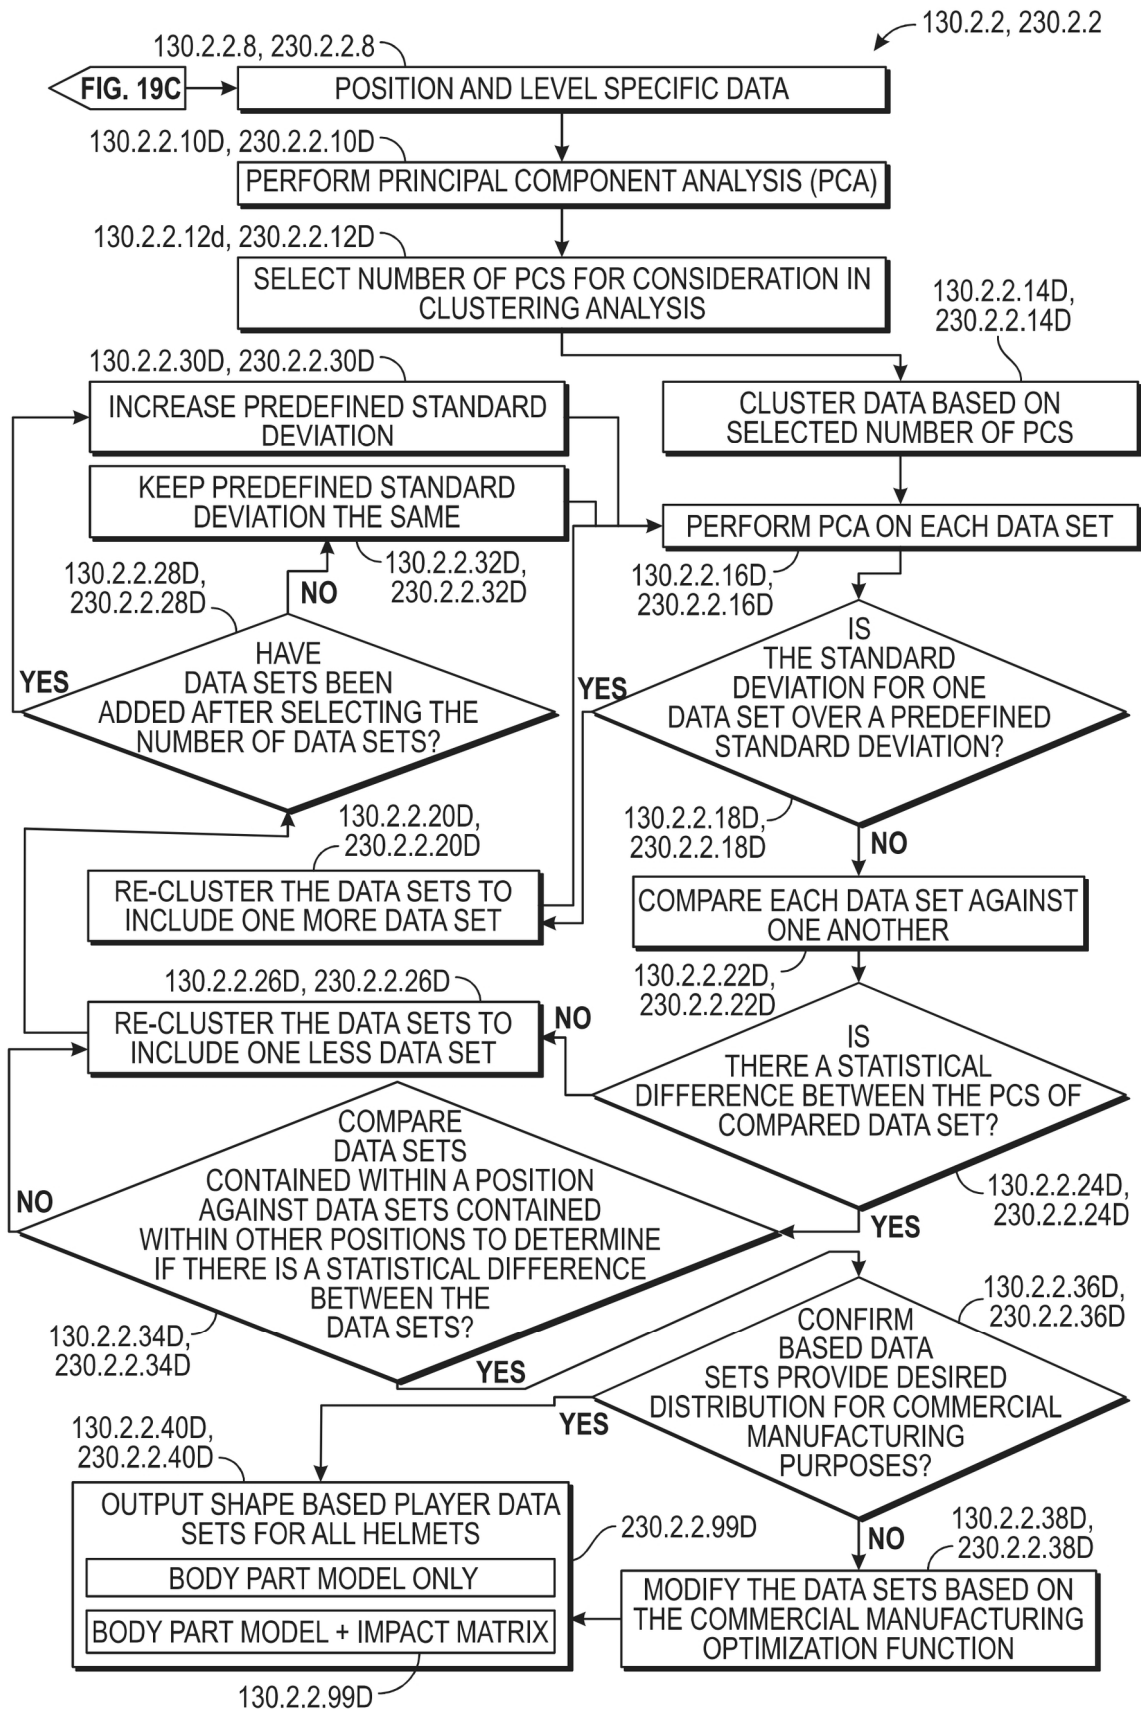 130.2.2, 230.2.2
130.2.2.8, 230.2.2.8
FIG. 19C
POSITION AND LEVEL SPECIFIC DATA
130.2.2.10D, 230.2.2.10D
PERFORM PRINCIPAL COMPONENT ANALYSIS (PCA)
130.2.2.12d, 230.2.2.12D
SELECT NUMBER OF PCS FOR CONSIDERATION IN
CLUSTERING ANALYSIS
130.2.2.14D,
230.2.2.14D
CLUSTER DATA BASED ON
SELECTED NUMBER OF PCS
130.2.2.30D, 230.2.2.30D
INCREASE PREDEFINED STANDARD
DEVIATION
KEEP PREDEFINED STANDARD
DEVIATION THE SAME
130.2.2.32D,
230.2.2.32D
PERFORM PCA ON EACH DATA SET
130.2.2.16D,
230.2.2.16D
130.2.2.28D,
230.2.2.28D
NO
YES
HAVE
DATA SETS BEEN
ADDED AFTER SELECTING THE
NUMBER OF DATA SETS?
IS
THE STANDARD
DEVIATION FOR ONE
DATA SET OVER A PREDEFINED
STANDARD DEVIATION?
YES
130.2.2.18D,
230.2.2.18D
NO
130.2.2.20D,
230.2.2.20D
RE-CLUSTER THE DATA SETS TO
INCLUDE ONE MORE DATA SET
COMPARE EACH DATA SET AGAINST
ONE ANOTHER
130.2.2.22D,
230.2.2.22D
130.2.2.26D, 230.2.2.26D
RE-CLUSTER THE DATA SETS TO
INCLUDE ONE LESS DATA SET
NO
IS
THERE A STATISTICAL
DIFFERENCE BETWEEN THE PCS OF
COMPARED DATA SET?
130.2.2.24D,
230.2.2.24D
YES
COMPARE
DATA SETS
CONTAINED WITHIN A POSITION
AGAINST DATA SETS CONTAINED
WITHIN OTHER POSITIONS TO DETERMINE
IF THERE IS A STATISTICAL DIFFERENCE
BETWEEN THE
DATA SETS?
NO
130.2.2.34D,
230.2.2.34D
YES
130.2.2.36D,
230.2.2.36D
CONFIRM
BASED DATA
SETS PROVIDE DESIRED
DISTRIBUTION FOR COMMERCIAL
MANUFACTURING
PURPOSES?
YES
NO
130.2.2.40D,
230.2.2.40D
OUTPUT SHAPE BASED PLAYER DATA
SETS FOR ALL HELMETS
230.2.2.99D
BODY PART MODEL ONLY
BODY PART MODEL + IMPACT MATRIX
130.2.2.99D
130.2.2.38D,
230.2.2.38D
MODIFY THE DATA SETS BASED ON
THE COMMERCIAL MANUFACTURING
OPTIMIZATION FUNCTION